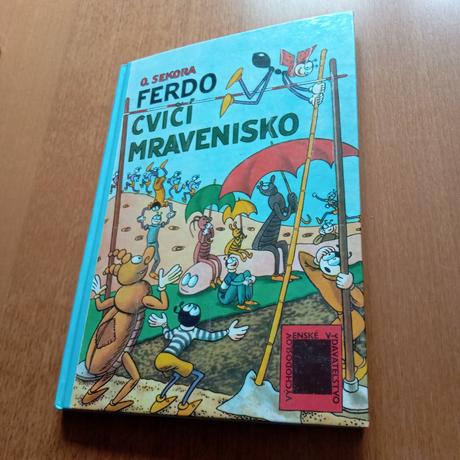 O. SEKORA
FERDO
CVIČÍ
MRAVENISKO
VÝCHODOSLOVENSKÉ VYDAVATEĽSTVO